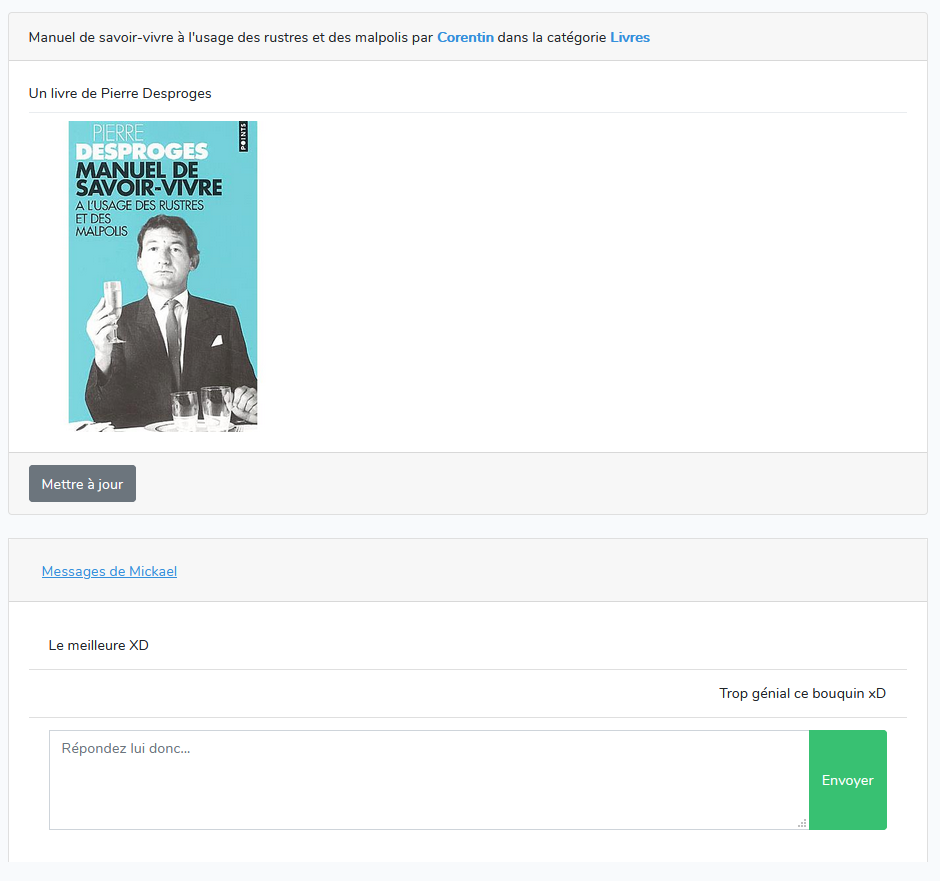 Manuel de savoir-vivre à l'usage des rustres et des malpolis par Corentin dans la catégorie Livres
Un livre de Pierre Desproges
PIERRE
DESPROGES
MANUEL DE
SAVOIR-VIVRE
A L'USAGE DES RUSTRES
ET DES
MALPOLIS
POINTS
Mettre à jour
Messages de Mickael
Le meilleure XD
Trop génial ce bouquin xD
Répondez lui donc...
Envoyer